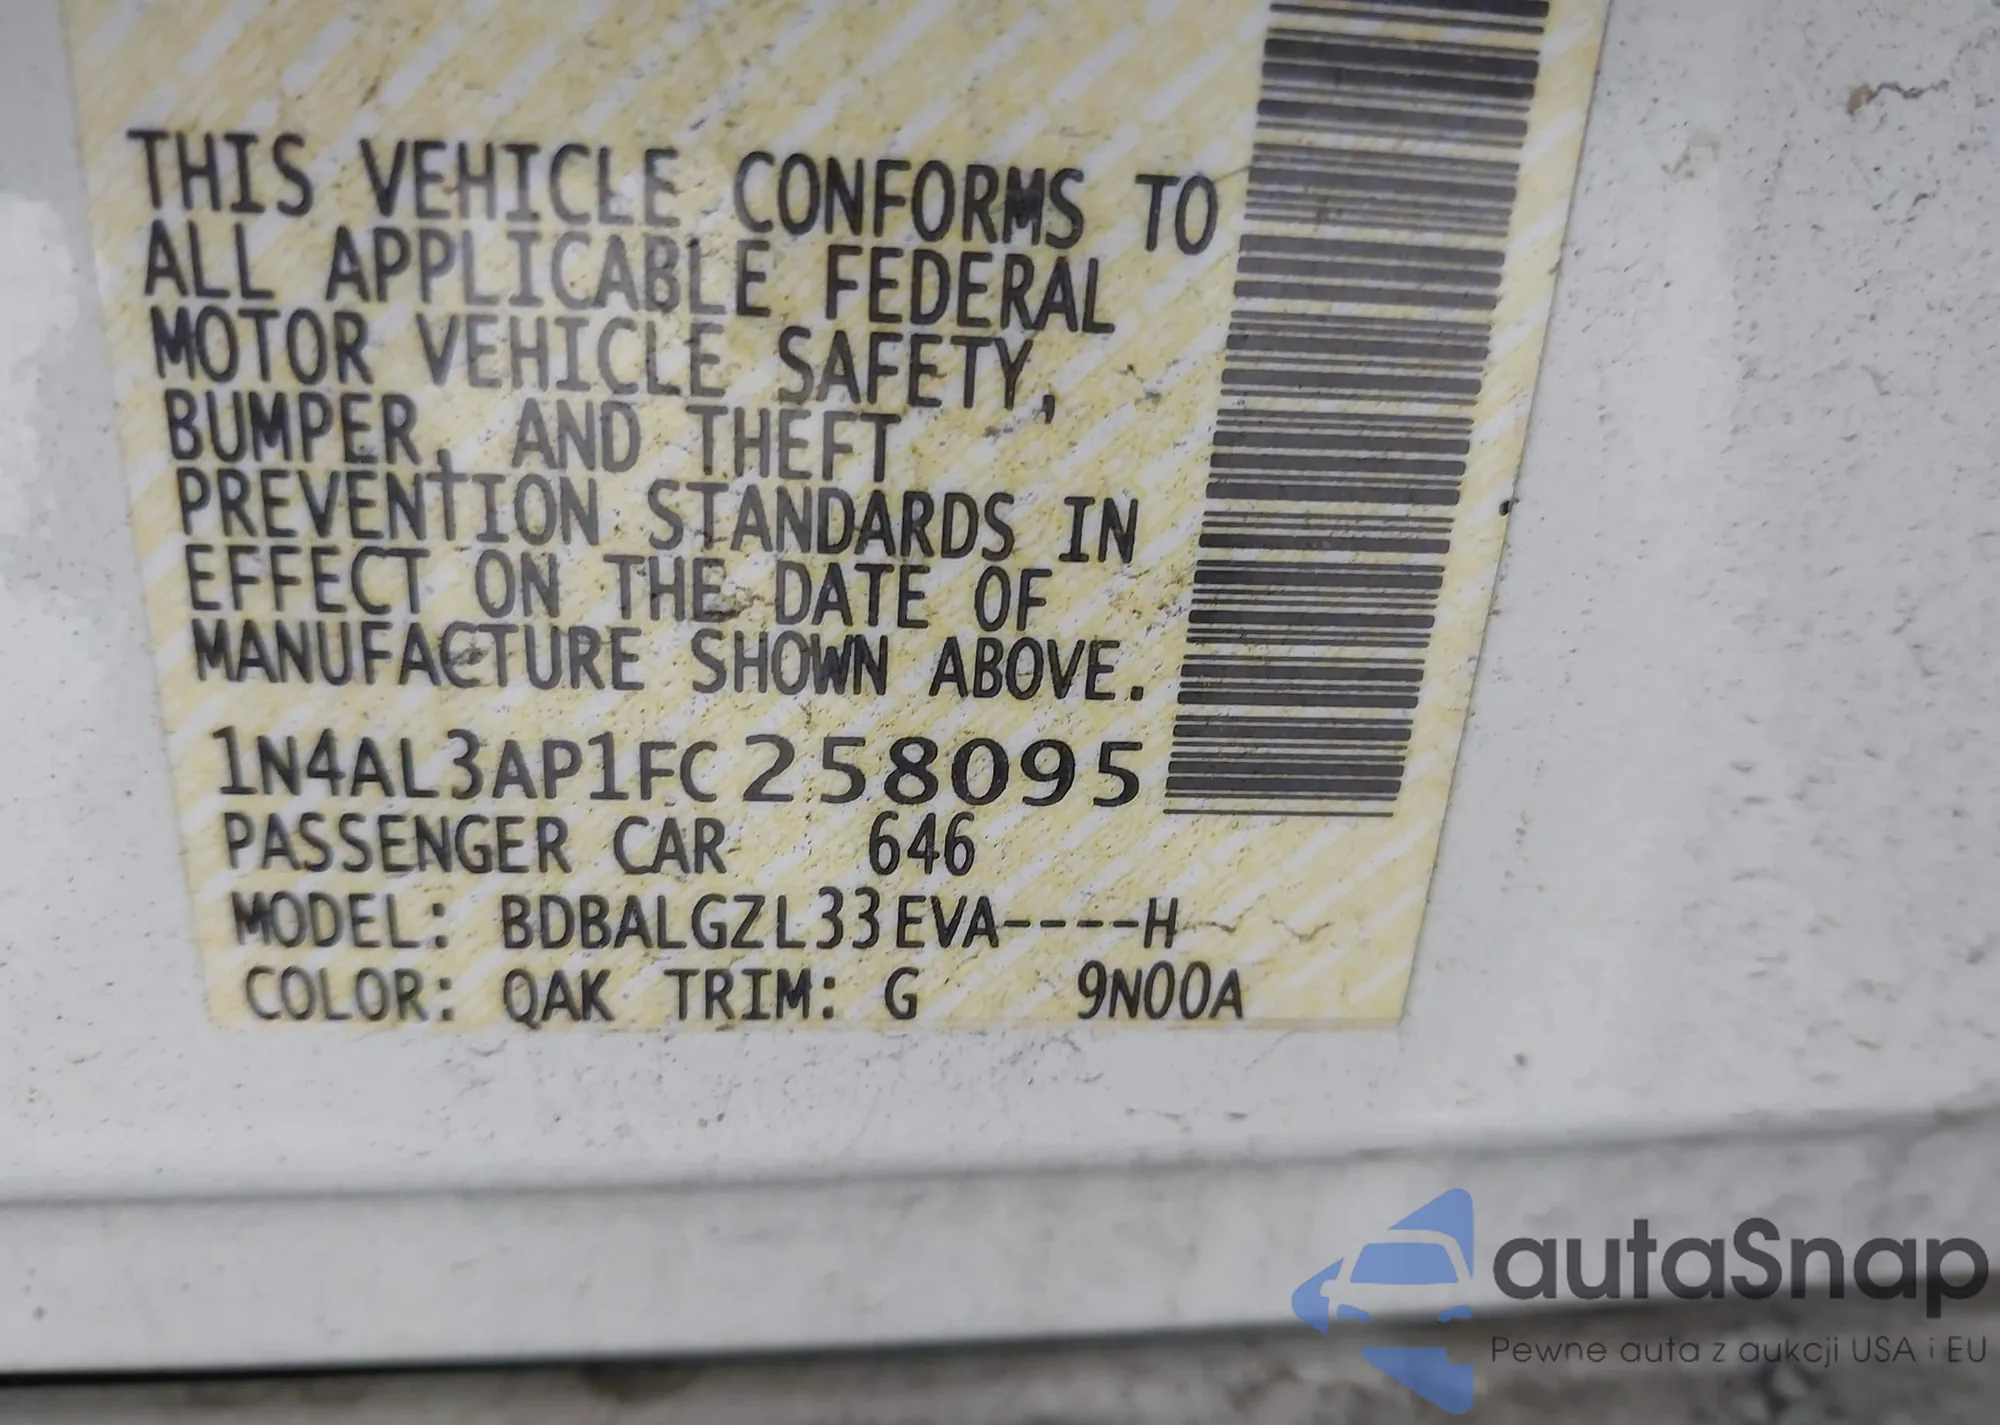 THIS VEHICLE CONFORMS TO
ALL APPLICABLE FEDERAL
MOTOR VEHICLE SAFETY,
BUMPER, AND THEFT
PREVENTION STANDARDS IN
EFFECT ON THE DATE OF
MANUFACTURE SHOWN ABOVE.
1N4AL3AP1FC258095
PASSENGER CAR 646
MODEL: BDBALGZL33EVA----H
COLOR: QAK TRIM: G 9N00A
autaSnap
Pewne auta z aukcji USA i EU